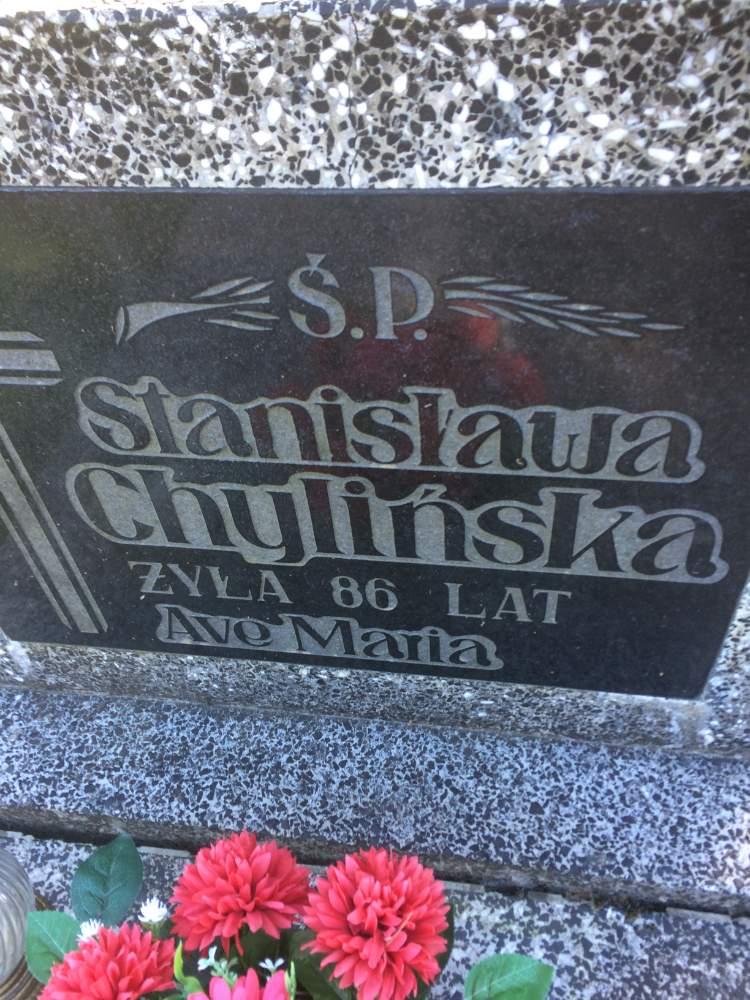 Ś.P.
Stanisława
Chylińska
ŻYŁA 86 LAT
Ave Maria